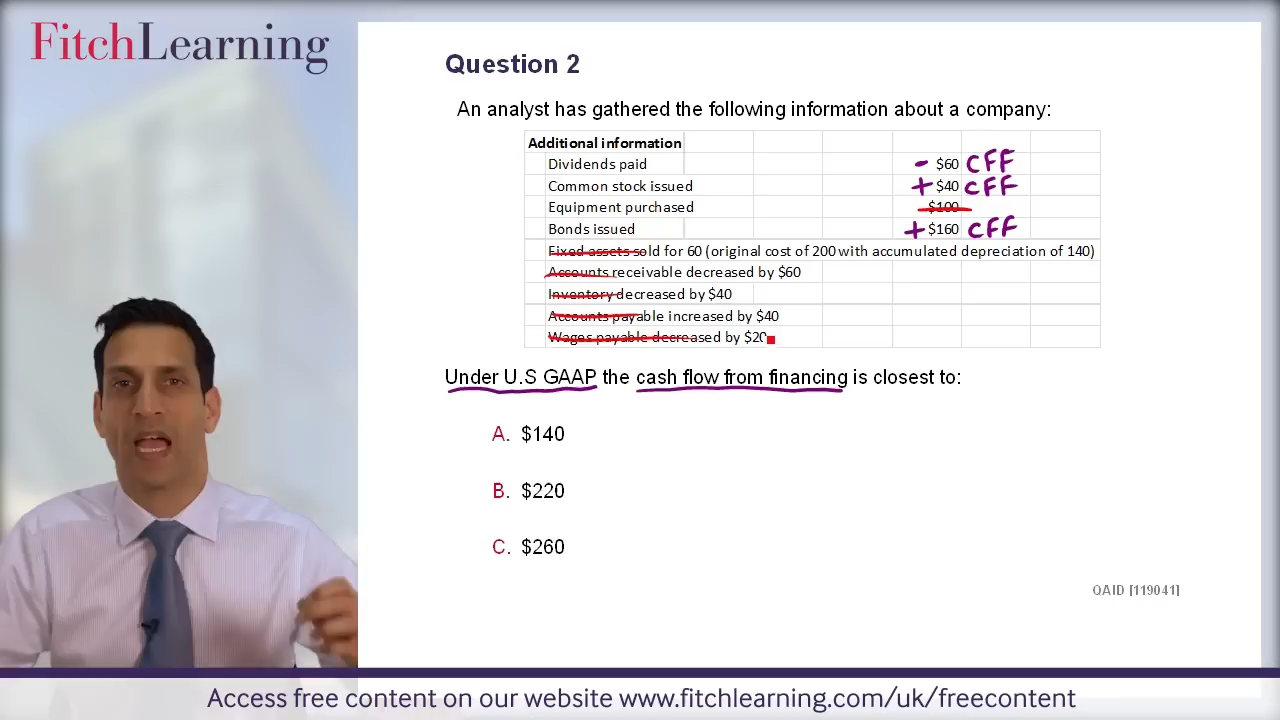 FitchLearning
Question 2
An analyst has gathered the following information about a company:
Additional information
Dividends paid - $60 CFF
Common stock issued + $40 CFF
Equipment purchased $100
Bonds issued + $160 CFF
Fixed assets sold for 60 (original cost of 200 with accumulated depreciation of 140)
Accounts receivable decreased by $60
Inventory decreased by $40
Accounts payable increased by $40
Wages payable decreased by $20
Under U.S GAAP the cash flow from financing is closest to:
A. $140
B. $220
C. $260
QAID [119041]
Access free content on our website www.fitchlearning.com/uk/freecontent